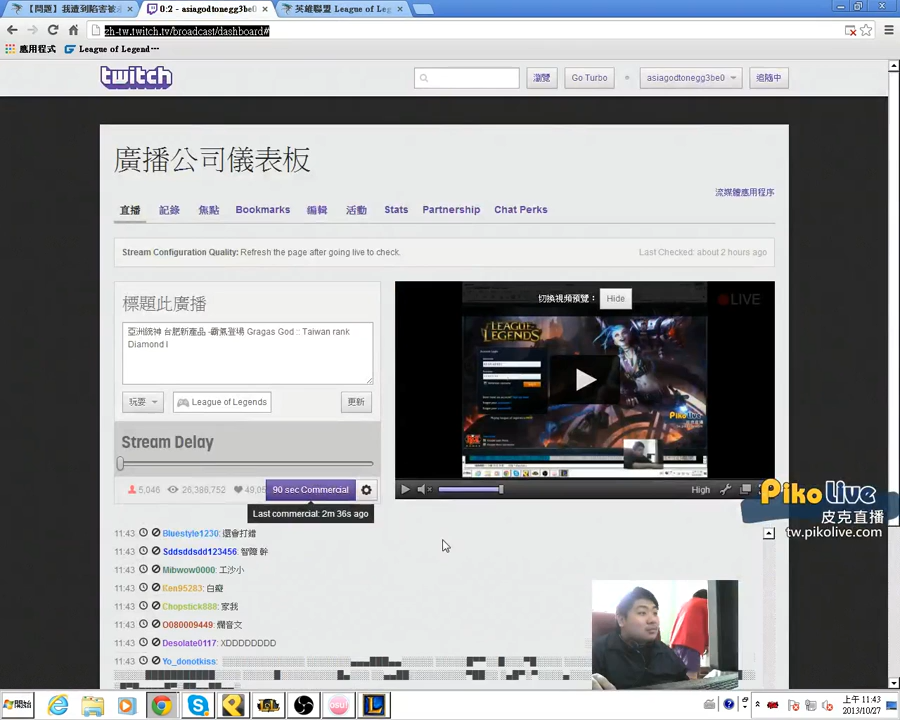 【問題】我遭到陷害被
0:2 - asiagodtonegg3be0
英雄聯盟 League of Leg
zh-tw.twitch.tv/broadcast/dashboard#
應用程式 League of Legend…
twitch
瀏覽 Go Turbo asiagodtonegg3be0 追隨中
廣播公司儀表板
流媒體應用程序
直播 記錄 焦點 Bookmarks 編輯 活動 Stats Partnership Chat Perks
Stream Configuration Quality: Refresh the page after going live to check. Last Checked: about 2 hours ago
標題此廣播
亞洲統神 台肥新產品 -霸氣登場 Gragas God :: Taiwan rank
Diamond I
玩耍 League of Legends 更新
切換視頻預覽： Hide
LIVE
LEAGUE
LEGENDS
PikoLive
Stream Delay
5,046 26,386,752 49,05 90 sec Commercial
High
Last commercial: 2m 36s ago
PikoLive
皮克直播
tw.pikolive.com
11:43 Bluestyle1230: 還會打錯
11:43 Sddsddsdd123456: 智障 幹
11:43 Mibwow0000: 工沙小
11:43 Ken95283: 白癡
11:43 Chopstick888: 家我
11:43 O080009449: 爛音文
11:43 Desolate0117: XDDDDDDDD
11:43 Yo_donotkiss:
開始
上午 11:43
2013/10/27